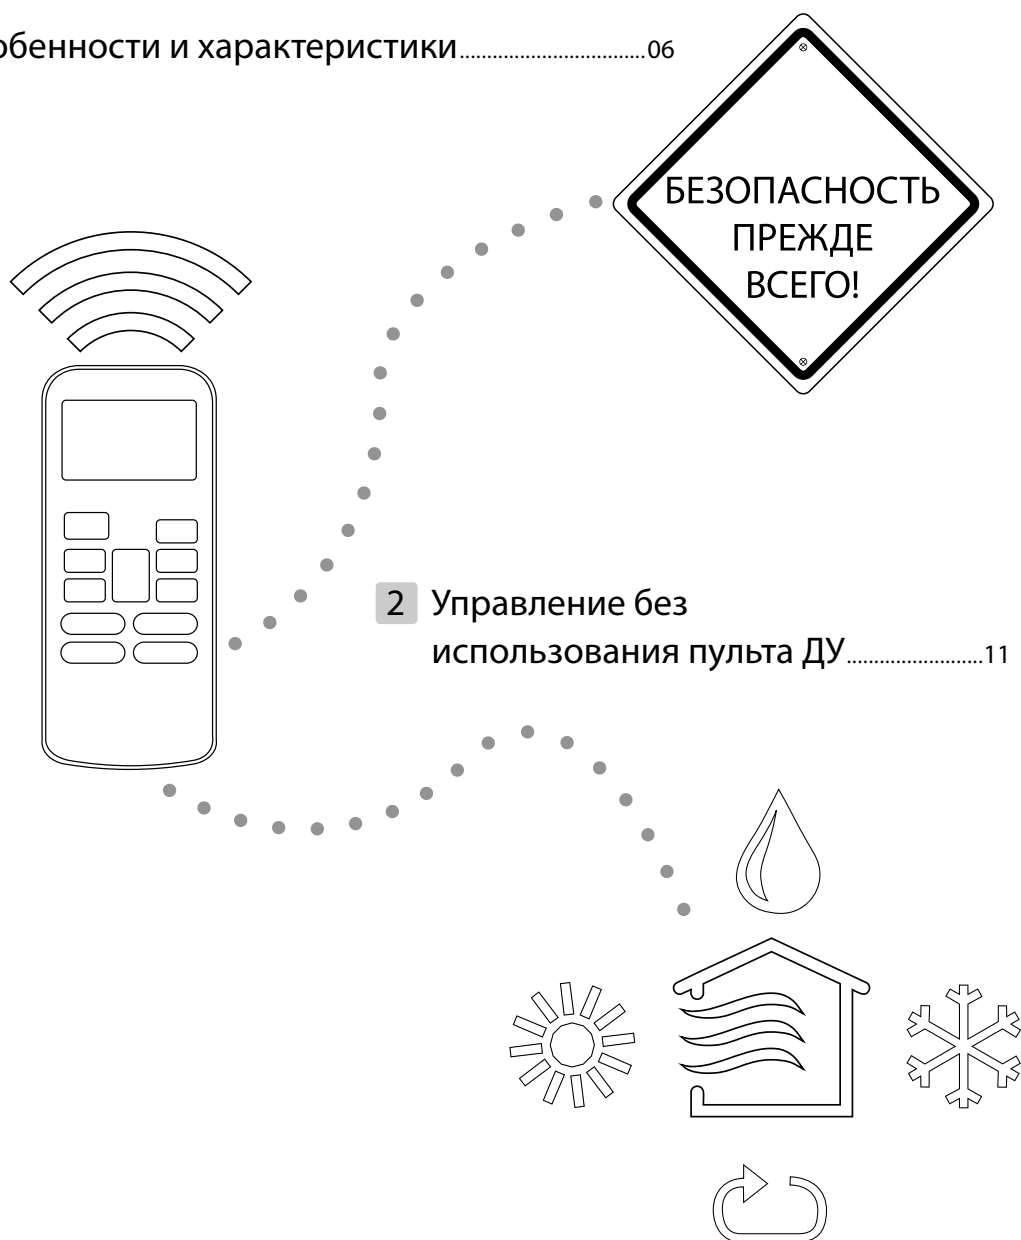 обенности и характеристики..................................06
БЕЗОПАСНОСТЬ
ПРЕЖДЕ
ВСЕГО!
2 Управление без
использования пульта ДУ.........................11